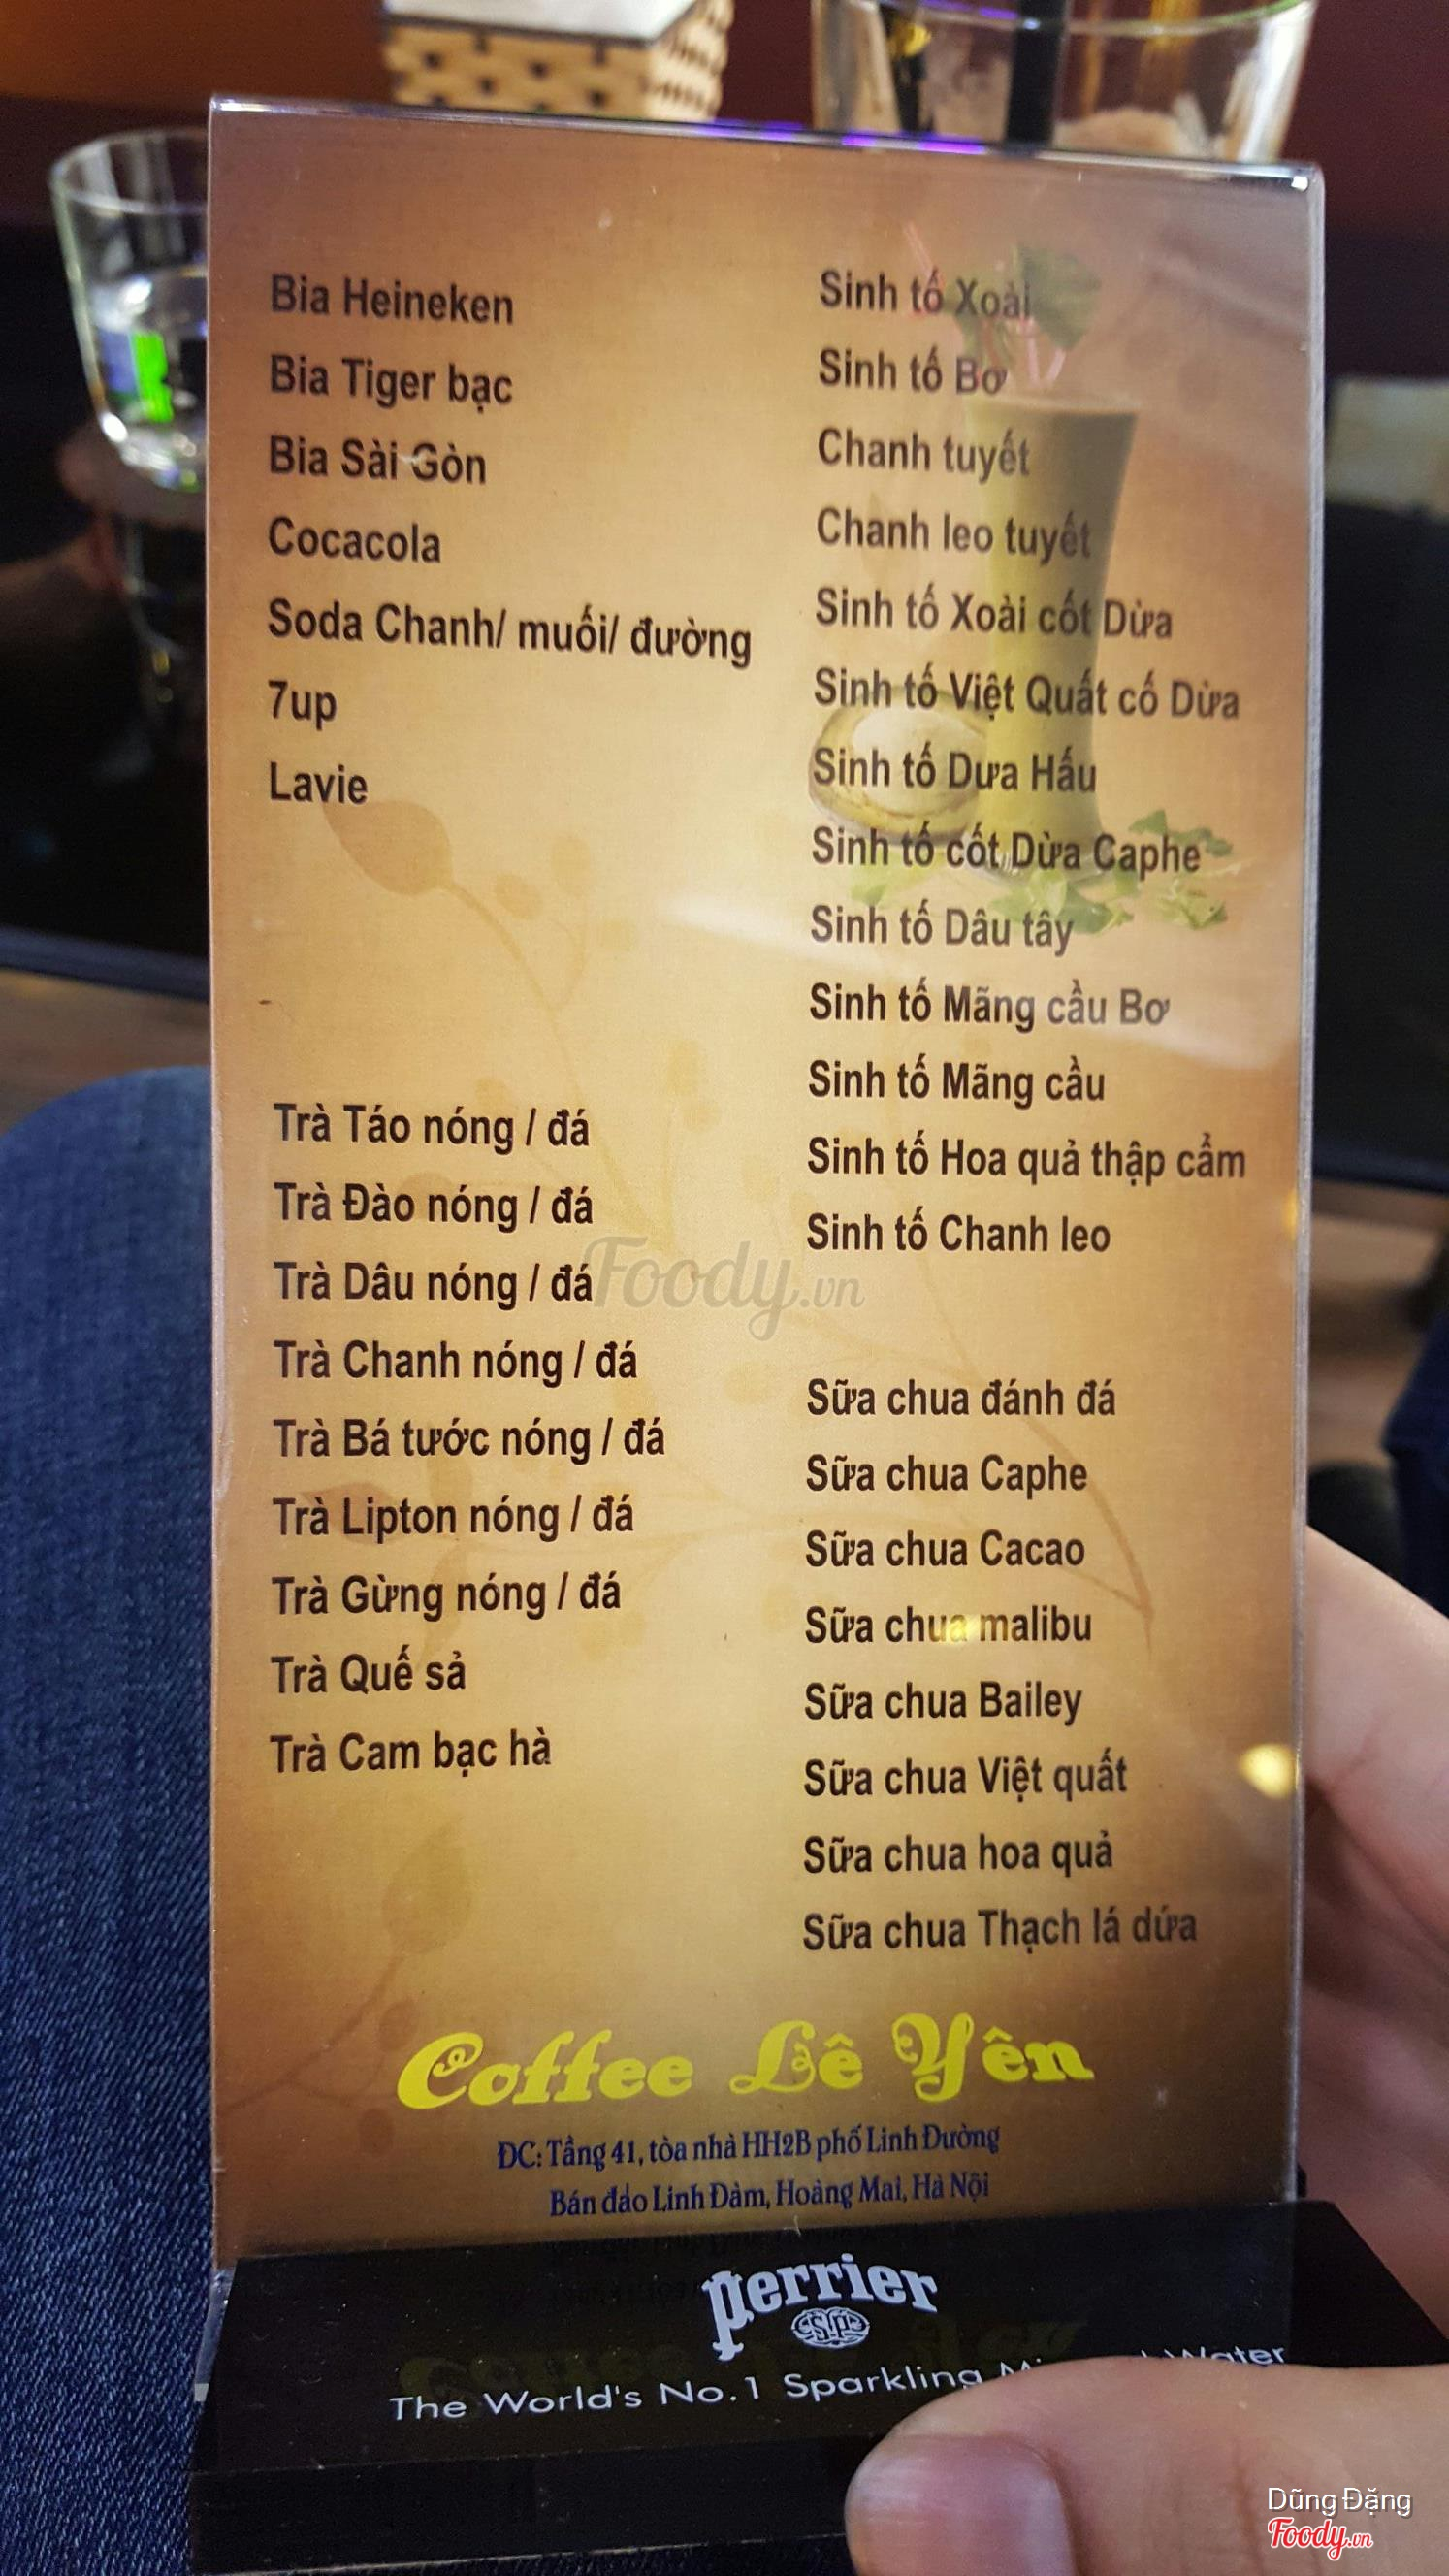 Bia Heineken
Bia Tiger bạc
Bia Sài Gòn
Cocacola
Soda Chanh/ muối/ đường
7up
Lavie
Trà Táo nóng / đá
Trà Đào nóng / đá
Trà Dâu nóng / đá
Trà Chanh nóng / đá
Trà Bá tước nóng / đá
Trà Lipton nóng / đá
Trà Gừng nóng / đá
Trà Quế sả
Trà Cam bạc hà
Sinh tố Xoài
Sinh tố Bơ
Chanh tuyết
Chanh leo tuyết
Sinh tố Xoài cốt Dừa
Sinh tố Việt Quất cố Dừa
Sinh tố Dưa Hấu
Sinh tố cốt Dừa Caphe
Sinh tố Dâu tây
Sinh tố Mãng cầu Bơ
Sinh tố Mãng cầu
Sinh tố Hoa quả thập cẩm
Sinh tố Chanh leo
Sữa chua đánh đá
Sữa chua Caphe
Sữa chua Cacao
Sữa chua malibu
Sữa chua Bailey
Sữa chua Việt quất
Sữa chua hoa quả
Sữa chua Thạch lá dứa
Foody.vn
Coffee Lê Yên
ĐC: Tầng 41, tòa nhà HH2B phố Linh Đường
Bán đảo Linh Đàm, Hoàng Mai, Hà Nội
perrier
The World's No.1 Sparkling Water
Dũng Đặng
Foody.vn